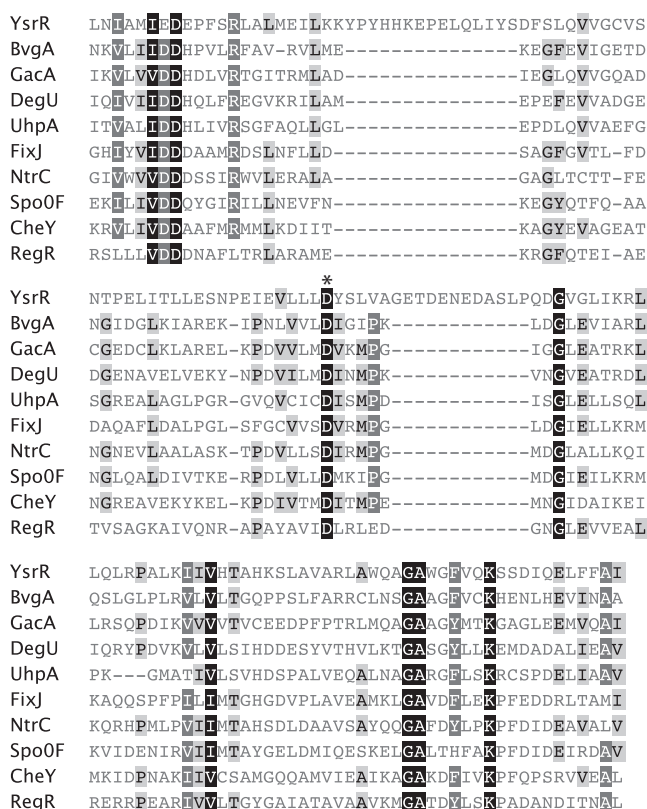 YsrR LNIAMIEDEPFSRLALMEILKKYPYHHKEPELQLIYSDFSLQVVGCVS
BvgA NKVLIIDDHPVLRFAV-RVLME---------------KEGFEVIGETD
GacA IKVLVVDDHDLVRTGITRMLAD---------------IEGLQVVGQAD
DegU IQIVIIDDHQLFREGVKRILAM---------------EPEFEVVADGE
UhpA ITVALIDDHLIVRSGFAQLLGL---------------EPDLQVVAEFG
FixJ GHIYVIDDDAAMRDSLNFLLD----------------SAGFGVTL-FD
NtrC GIVWVVDDDSSIRWVLERALA----------------GAGLTCTT-FE
Spo0F EKILIVDDQYGIRILLNEVFN----------------KEGYQTFQ-AA
CheY KRVLIVDDAAFMRMMLKDIIT----------------KAGYEVAGEAT
RegR RSLLLVDDDNAFLTRLARAME----------------KRGFQTEI-AE
*
YsrR NTPELITLLESNPEIEVLLLDYSLVAGETDENEDASLPQDGVGLIKRL
BvgA NGIDGLKIAREK-IPNLVVLDIGIPK------------LDGLEVIARL
GacA CGEDCLKLAREL-KPDVVLMDVKMPG------------IGGLEATRKL
DegU DGENAVELVEKY-NPDVILMDINMPK------------VNGVEATRDL
UhpA SGREALAGLPGR-GVQVCICDISMPD------------ISGLELLSQL
FixJ DAQAFLDALPGL-SFGCVVSDVRMPG------------MDGIELLKRM
NtrC NGNEVLAALASK-TPDVLLSDIRMPG------------MDGLALLKQI
Spo0F NGLQALDIVTKE-RPDLVLLDMKIPG------------MDGIEILKRM
CheY NGREAVEKYKEL-KPDIVTMDITMPE------------MNGIDAIKEI
RegR TVSAGKAIVQNR-APAYAVIDLRLED------------GNGLEVVEAL
YsrR LQLRPALKIIVHTAHKSLAVARLAWQAGAWGFVQKSSDIQELFFAI
BvgA QSLGLPLRVLVLTGQPPSLFARRCLNSGAAGFVCKHENLHEVINAA
GacA LRSQPDIKVVVVTVCEEDPFPTRLMQAGAAGYMTKGAGLEEMVQAI
DegU IQRYPDVKVLVLSIHDDESYVTHVLKTGASGYLLKEMDADALIEAV
UhpA PK---GMATIVLSVHDSPALVEQALNAGARGFLSKRCSPDELIAAV
FixJ KAQQSPFPILIMTGHGDVPLAVEAMKLGAVDFLEKPFEDDRLTAMI
NtrC KQRHPMLPVIIMTAHSDLDAAVSAYQQGAFDYLPKPFDIDEAVALV
Spo0F KVIDENIRVIIMTAYGELDMIQESKELGALTHFAKPFDIDEIRDAV
CheY MKIDPNAKIIVCSAMGQQAMVIEAIKAGAKDFIVKPFQPSRVVEAL
RegR RERRPEARIVVLTGYGAIATAVAAVKMGATDYLSKPADANDITNAL